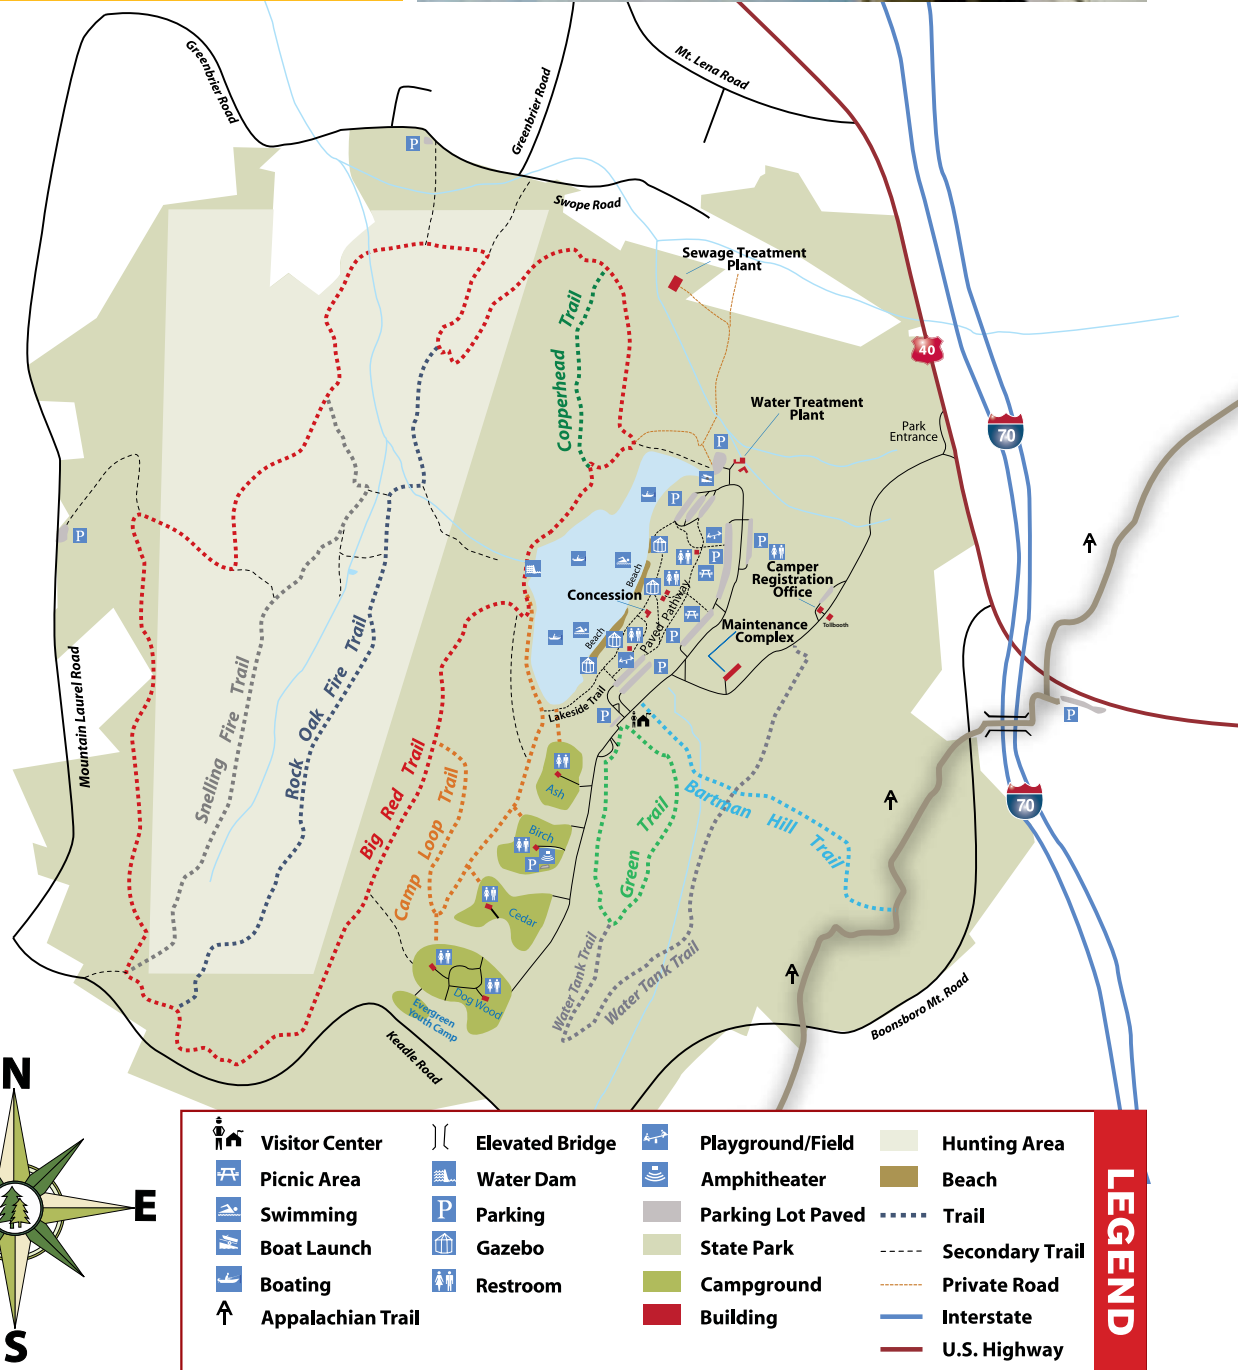 Greenbrier Road
Greenbrier Road
Mt. Lena Road
P
Swope Road
Sewage Treatment
Plant
40
Copperhead Trail
Water Treatment
Plant
Park
Entrance
70
P
P
P
P
P
Beach
Camper
Registration
Office
Concession
Tollbooth
Paved Pathway
Maintenance
Complex
Beach
P
P
Lakeside Trail
P
P
Mountain Laurel Road
Snelling Fire Trail
Rock Oak Fire Trail
Big Red Trail
Camp Loop Trail
Ash
Birch
P
Cedar
Dog Wood
Evergreen
Youth Camp
Green Trail
Bartman Hill Trail
70
Water Tank Trail
Water Tank Trail
Boonsboro Mt. Road
Keadle Road
N
E
S
LEGEND
Visitor Center
Picnic Area
Swimming
Boat Launch
Boating
Appalachian Trail
Elevated Bridge
Water Dam
P Parking
Gazebo
Restroom
Playground/Field
Amphitheater
Parking Lot Paved
State Park
Campground
Building
Hunting Area
Beach
Trail
Secondary Trail
Private Road
Interstate
U.S. Highway